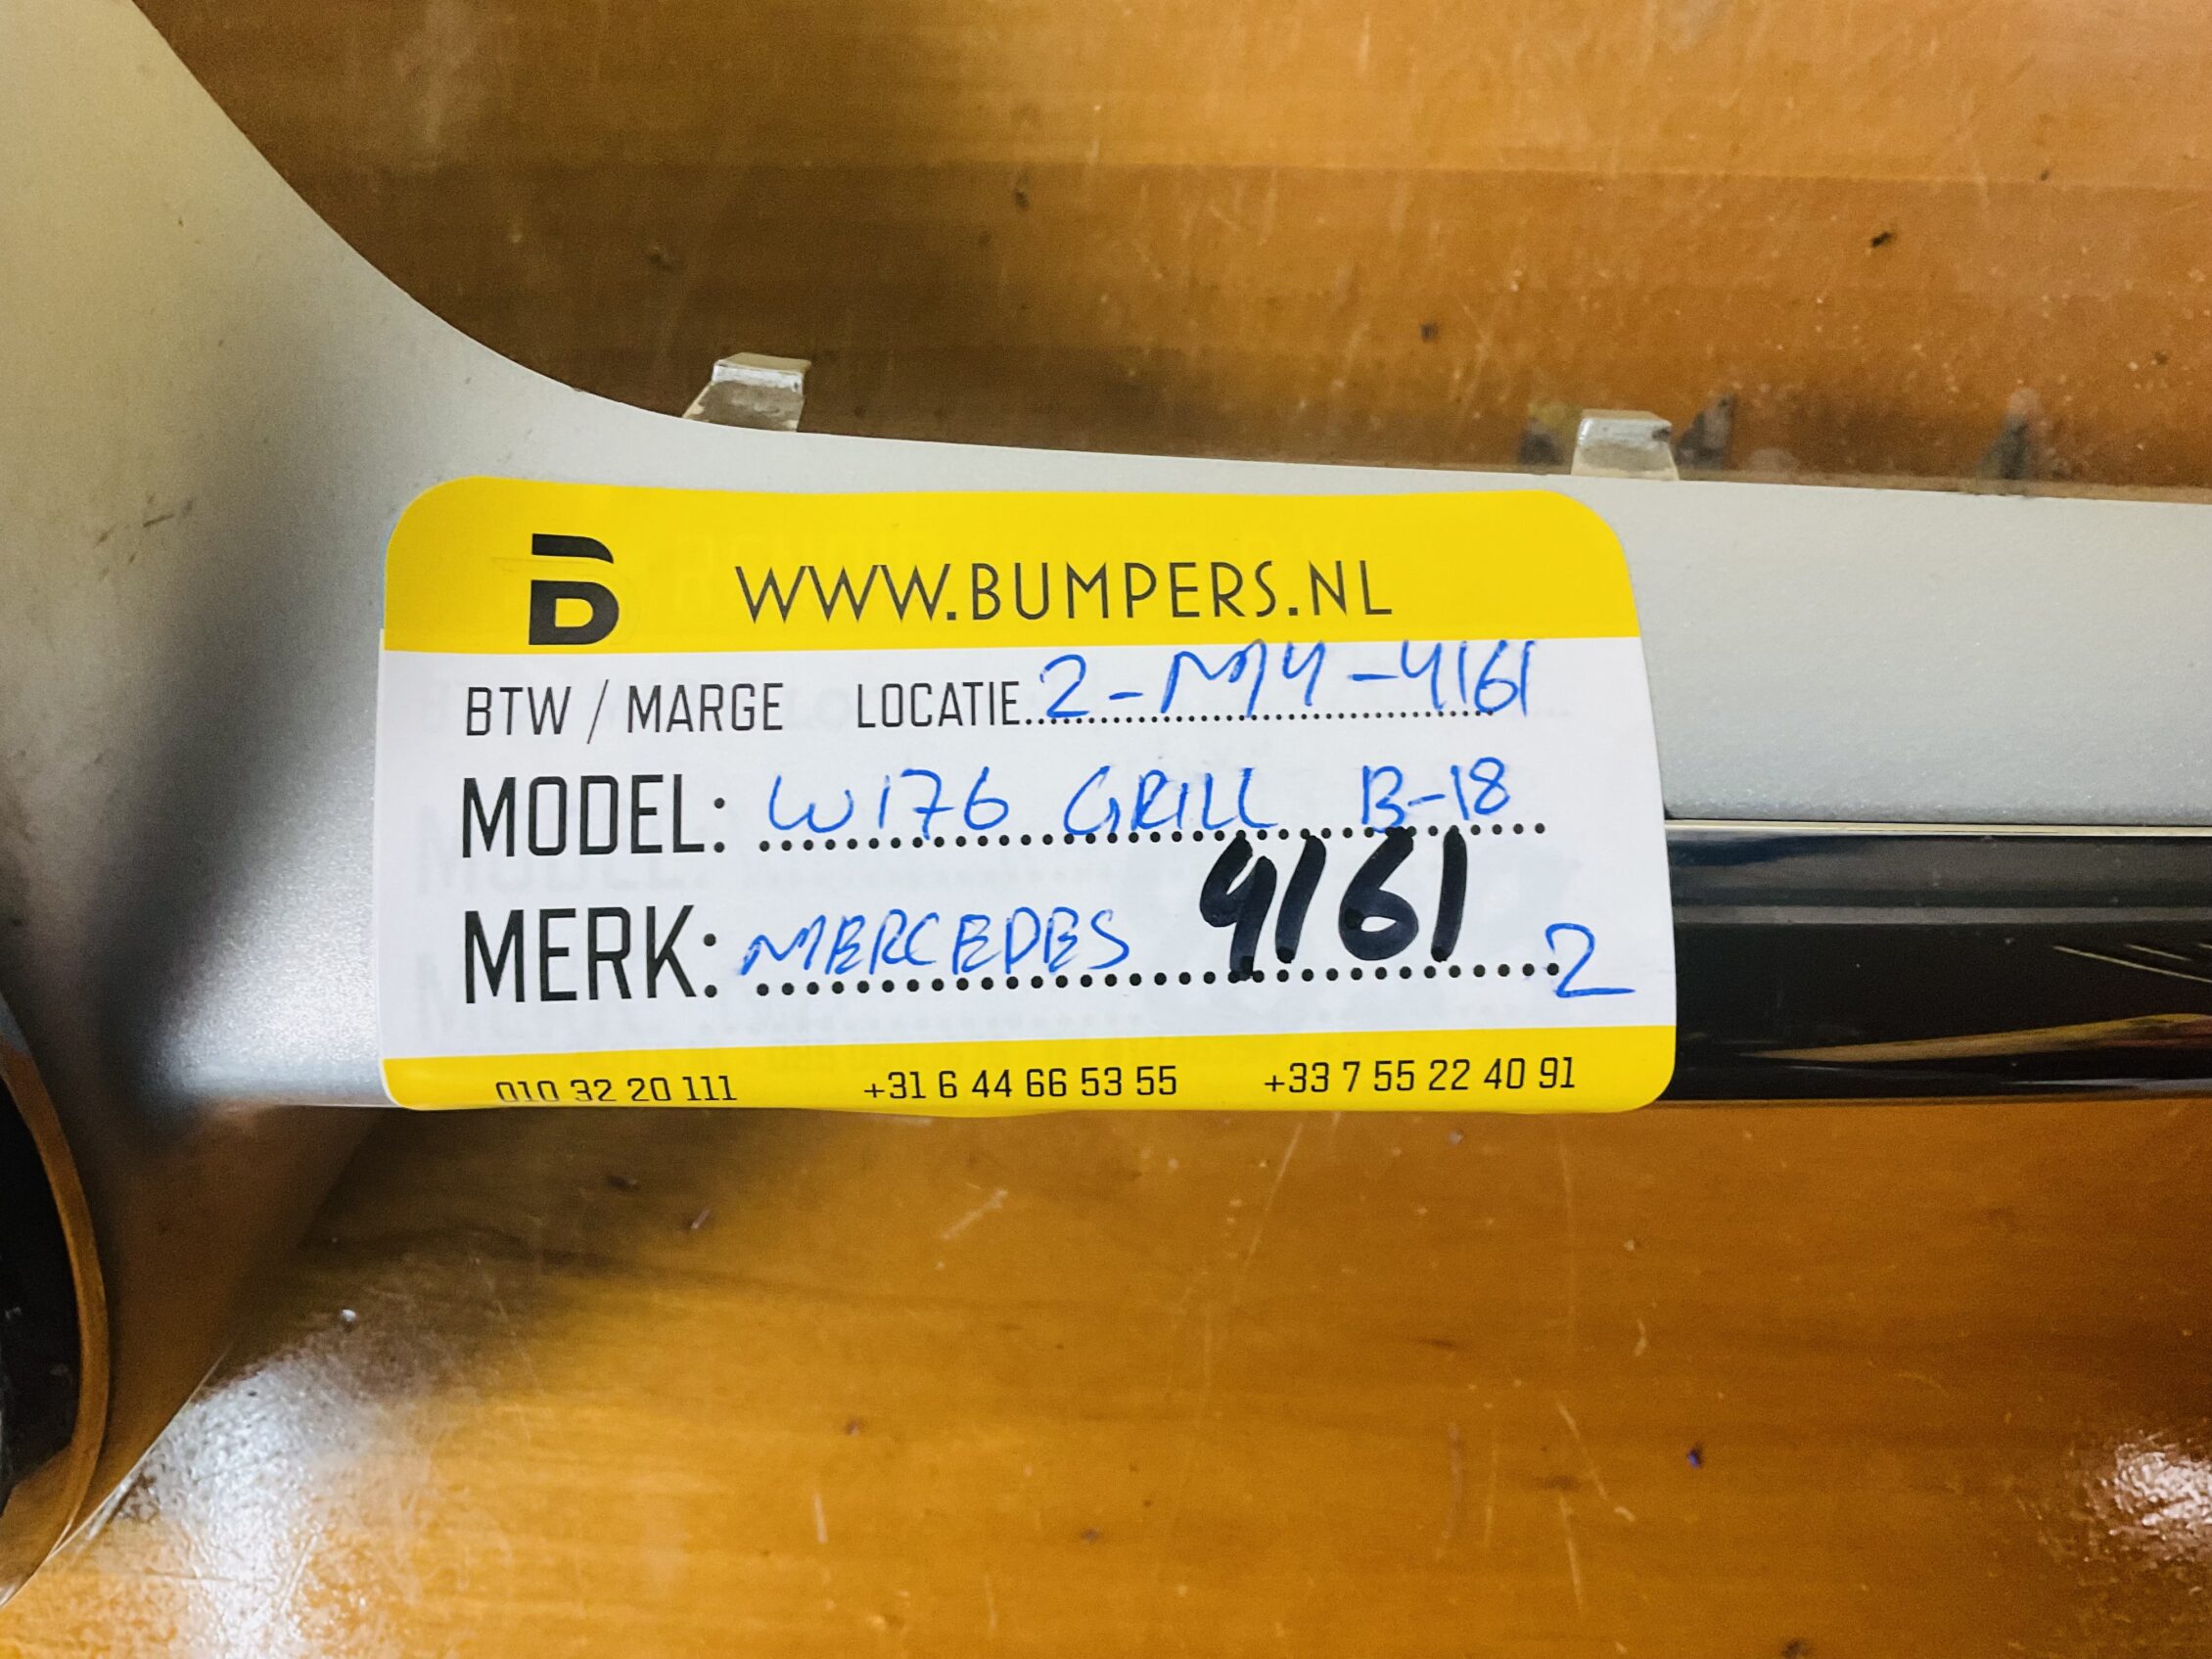 B WWW.BUMPERS.NL
BTW / MARGE LOCATIE 2-M4-4161
MODEL: W176 GRILL B-18
4161
MERK: MERCEDES 2
010 32 20 111 +31 6 44 66 53 55 +33 7 55 22 40 91